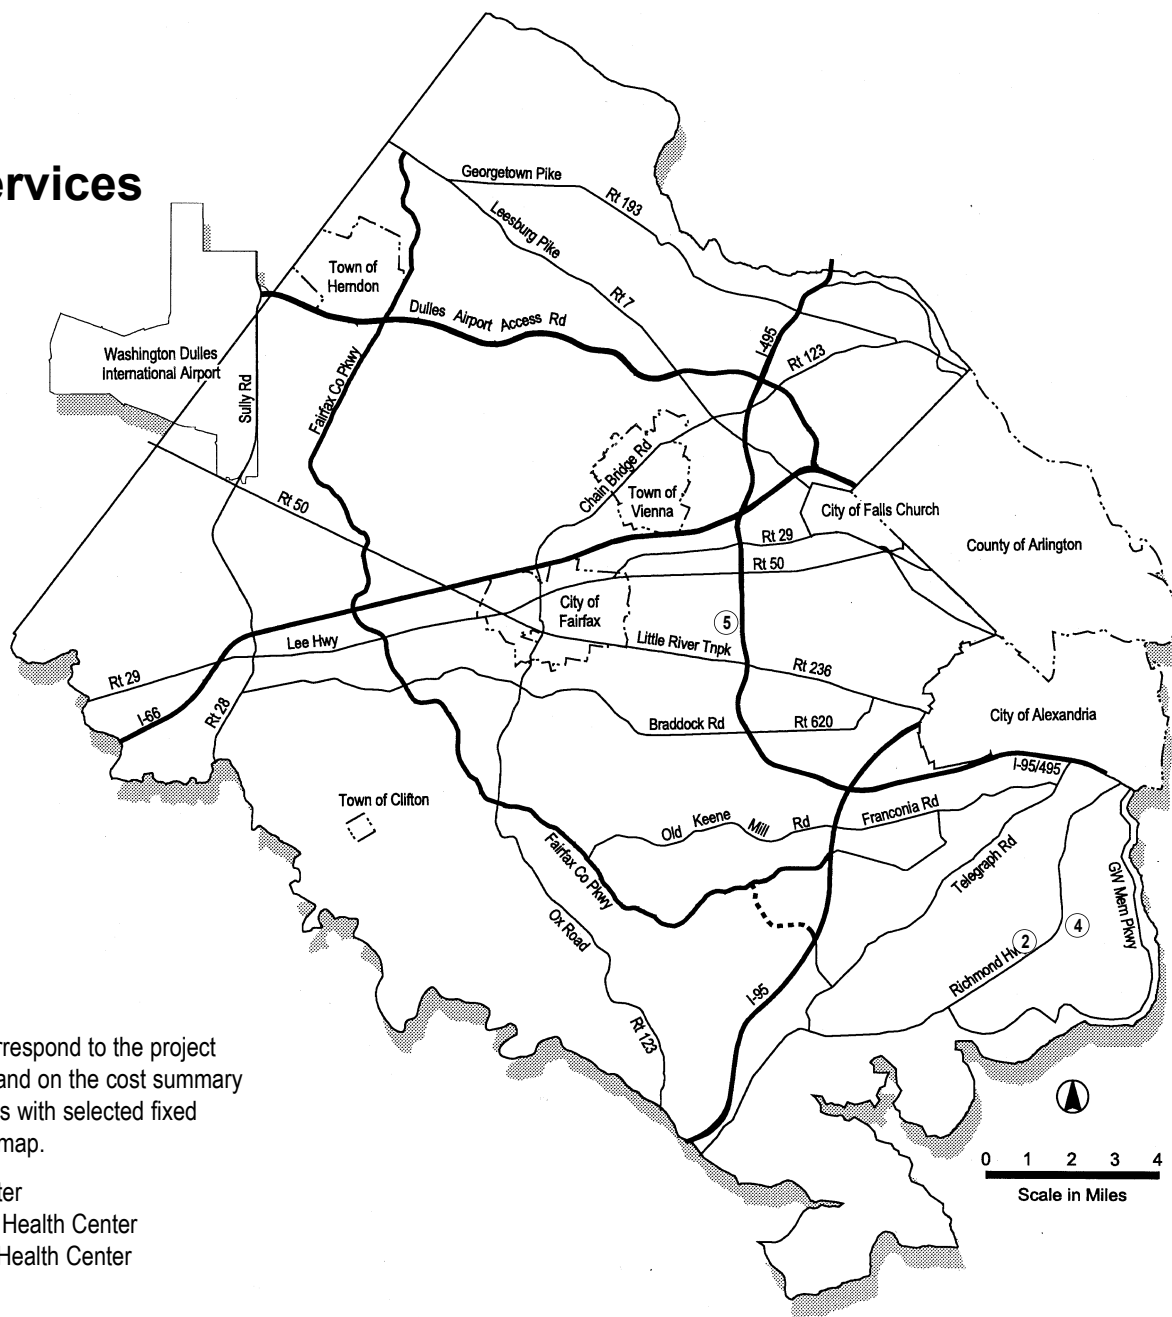 ervices
Georgetown Pike
Rt 193
Leesburg Pike
Town of
Herndon
Rt 7
Dulles Airport Access Rd
I-495
Rt 123
Washington Dulles
International Airport
Sully Rd
Fairfax Co Pkwy
Chain Bridge Rd
Town of
Vienna
Rt 50
City of Falls Church
Rt 29
County of Arlington
Rt 50
City of
Fairfax
5
Lee Hwy
Little River Tnpk
Rt 236
Rt 29
I-66
Rt 28
Braddock Rd
Rt 620
City of Alexandria
I-95/495
Town of Clifton
Old Keene Mill Rd
Franconia Rd
Fairfax Co Pkwy
Telegraph Rd
GW Mem Pkwy
Ox Road
4
2
Richmond
I-95
Rt 123
rrespond to the project
and on the cost summary
s with selected fixed
map.
ter
Health Center
Health Center
0 1 2 3 4
Scale in Miles